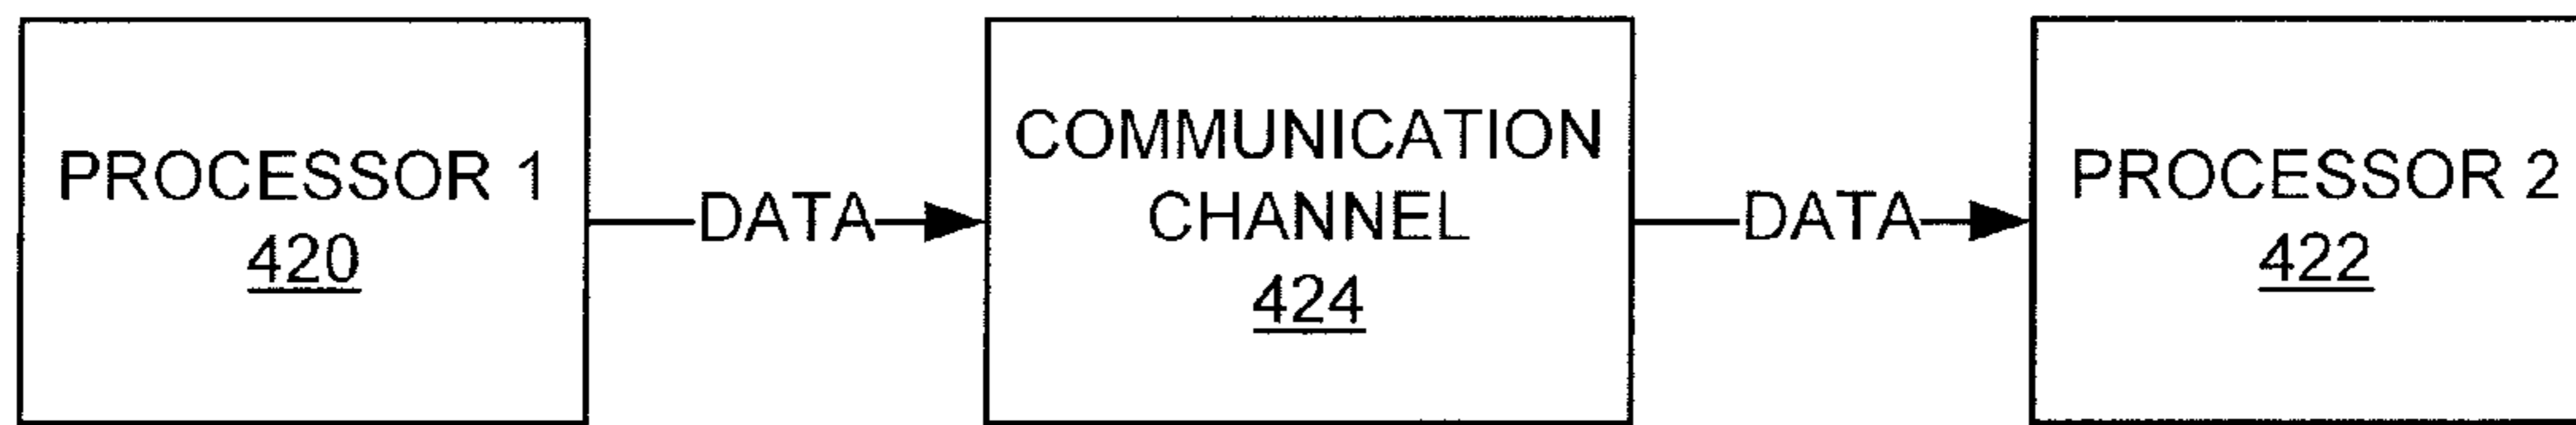 PROCESSOR 1
420
DATA
COMMUNICATION
CHANNEL
424
DATA
PROCESSOR 2
422